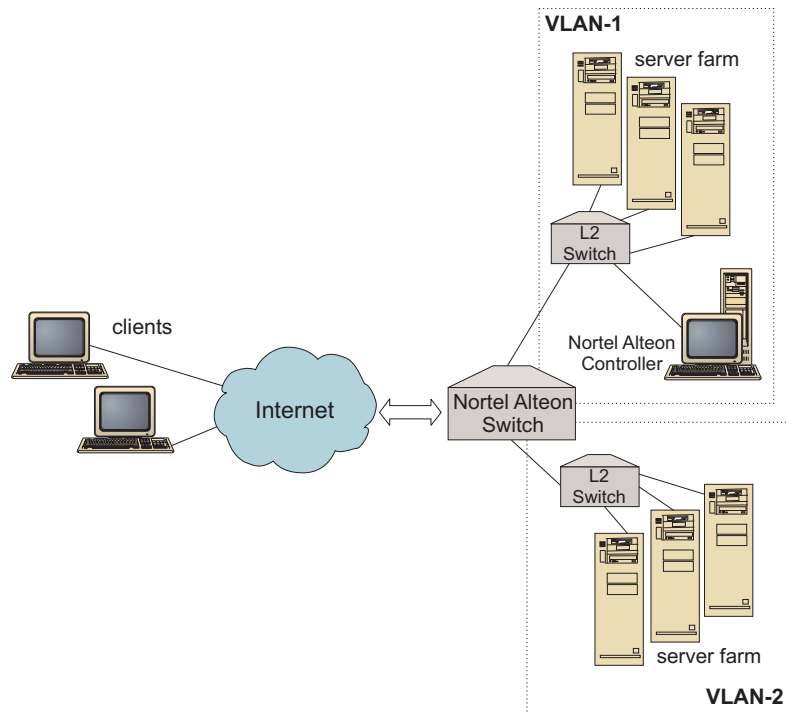 VLAN-1
server farm
L2
Switch
clients
Nortel Alteon
Controller
Internet
Nortel Alteon
Switch
L2
Switch
server farm
VLAN-2